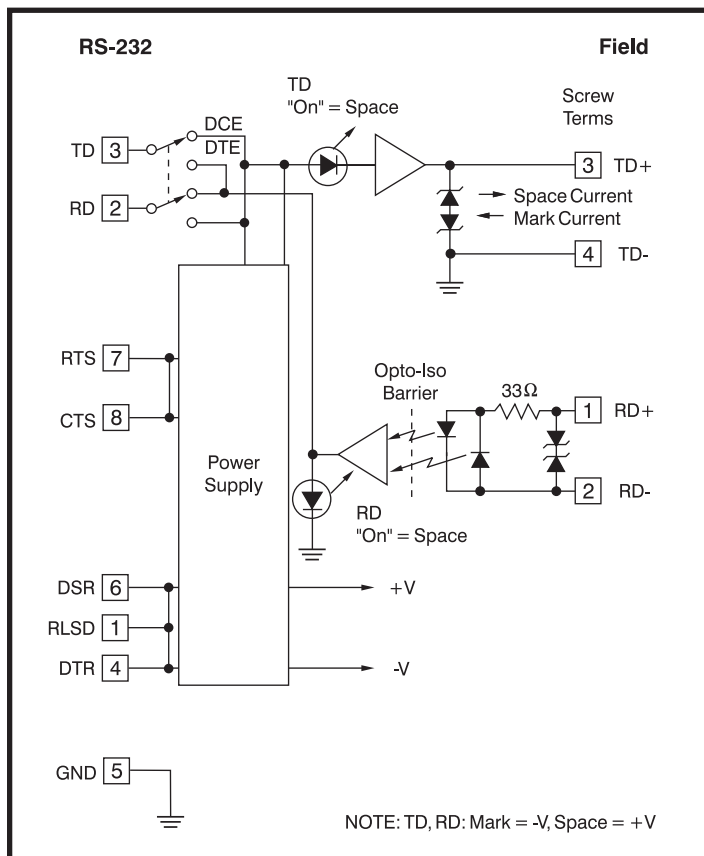 RS-232
Field
TD
"On" = Space
Screw
Terms
DCE
DTE
TD 3
RD 2
3 TD+
Space Current
Mark Current
4 TD-
RTS 7
CTS 8
Opto-Iso
Barrier
33Ω
1 RD+
2 RD-
Power
Supply
RD
"On" = Space
DSR 6
RLSD 1
DTR 4
+V
-V
GND 5
NOTE: TD, RD: Mark = -V, Space = +V